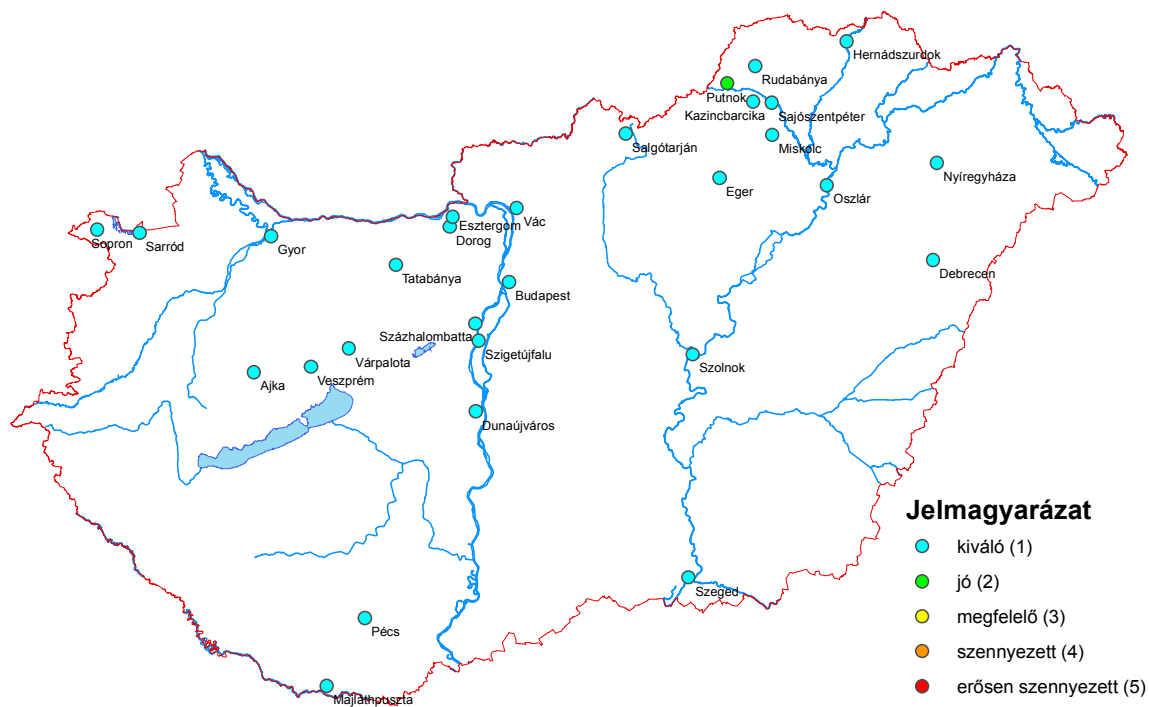 Hernádszurdok
Rudabánya
Putnok
Kazincbarcika
Sajószentpéter
Salgótarján
Miskolc
Nyíregyháza
Eger
Oszlár
Vác
Esztergom
Dorog
Sopron
Sarród
Gyor
Debrecen
Tatabánya
Budapest
Százhalombatta
Szigetújfalu
Várpalota
Szolnok
Veszprém
Ajka
Dunaújváros
Jelmagyarázat
kiváló (1)
jó (2)
megfelelő (3)
szennyezett (4)
erősen szennyezett (5)
Szeged
Pécs
Majláthpuszta